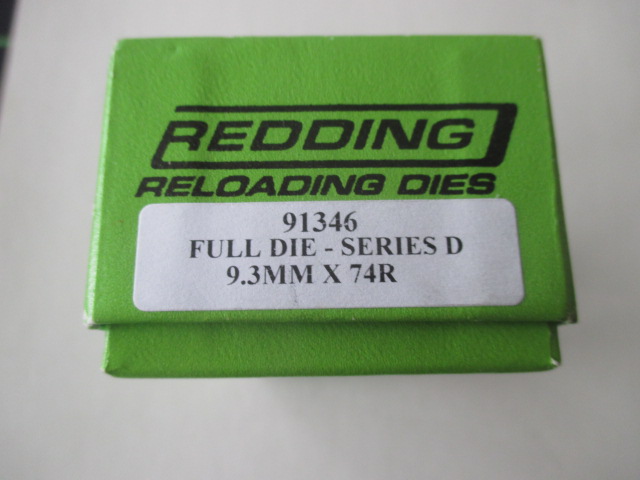 REDDING
RELOADING DIES
91346
FULL DIE - SERIES D
9.3MM X 74R